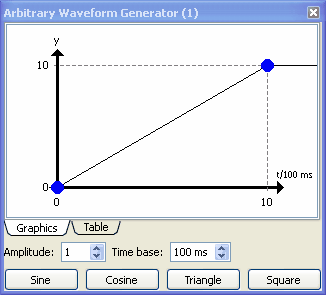 Arbitrary Waveform Generator (1)
y
10
t/100 ms
0
0 10
Graphics Table
Amplitude: 1 Time base: 100 ms
Sine Cosine Triangle Square